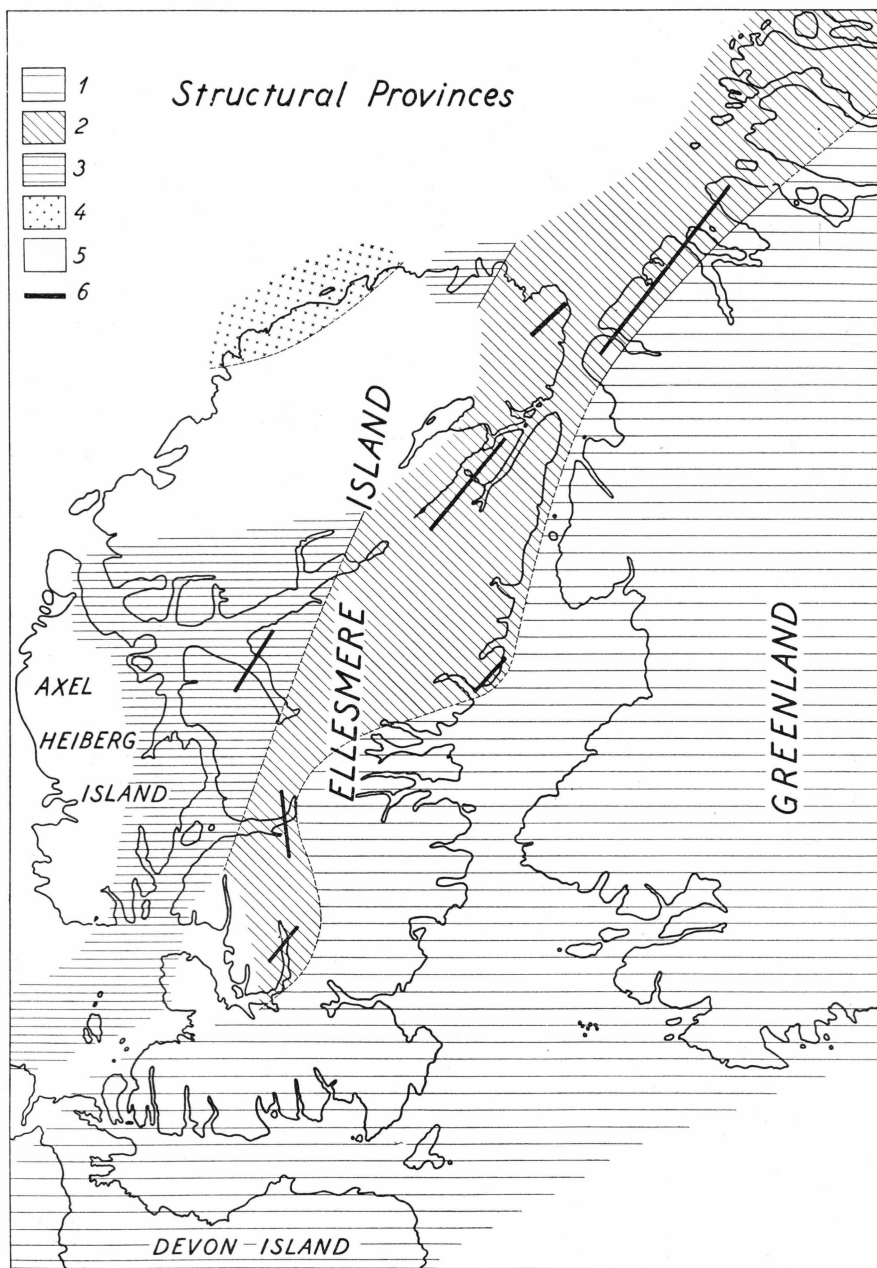 Structural Provinces
1
2
3
4
5
6
ELLESMERE ISLAND
AXEL
HEIBERG
ISLAND
GREENLAND
DEVON ISLAND